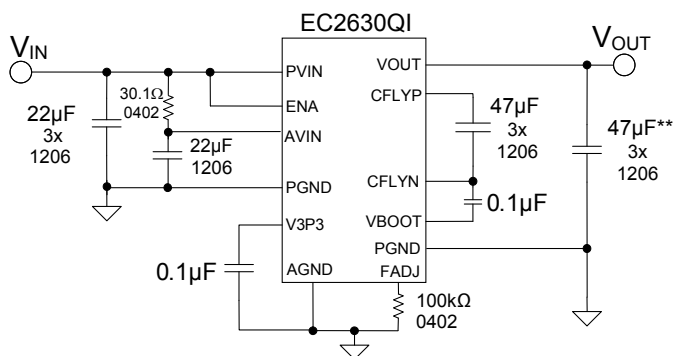 EC2630QI
VIN
VOUT
PVIN
VOUT
30.1Ω
0402
ENA
CFLYP
22µF
3x
1206
47µF
3x
1206
47µF**
3x
1206
AVIN
22µF
1206
PGND
CFLYN
0.1µF
V3P3
VBOOT
PGND
0.1µF
AGND
FADJ
100kΩ
0402